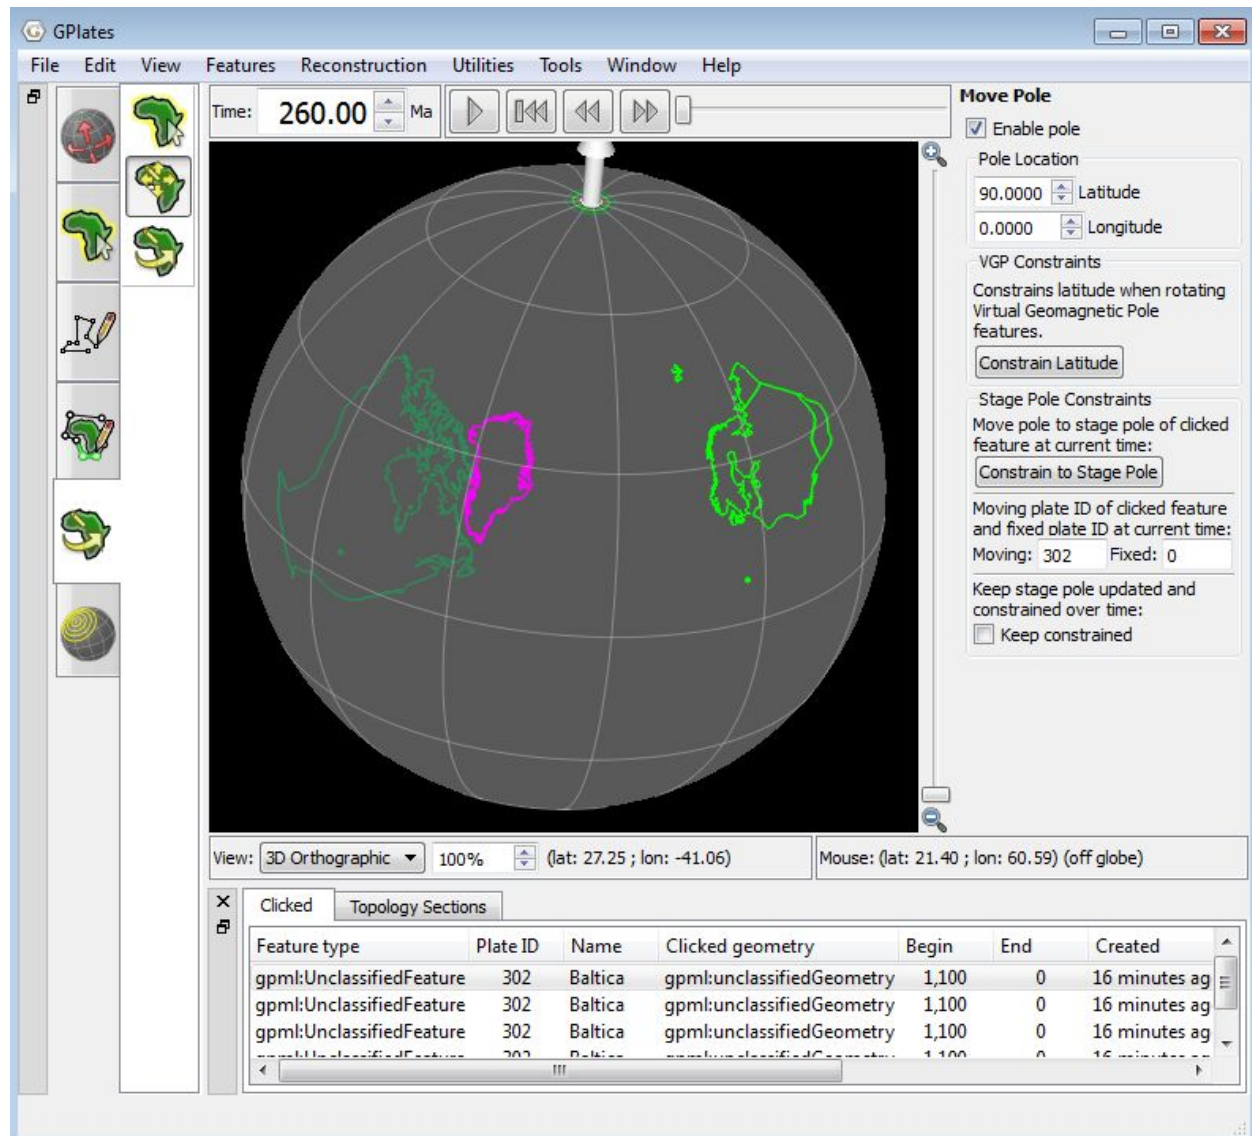 GPlates
File Edit View Features Reconstruction Utilities Tools Window Help
Time: 260.00 Ma
Move Pole
Enable pole
Pole Location
90.0000 Latitude
0.0000 Longitude
VGP Constraints
Constrains latitude when rotating
Virtual Geomagnetic Pole
features.
Constrain Latitude
Stage Pole Constraints
Move pole to stage pole of clicked
feature at current time:
Constrain to Stage Pole
Moving plate ID of clicked feature
and fixed plate ID at current time:
Moving: 302 Fixed: 0
Keep stage pole updated and
constrained over time:
Keep constrained
View: 3D Orthographic 100% (lat: 27.25 ; lon: -41.06) Mouse: (lat: 21.40 ; lon: 60.59) (off globe)
Clicked Topology Sections
Feature type Plate ID Name Clicked geometry Begin End Created
gpml:UnclassifiedFeature 302 Baltica gpml:unclassifiedGeometry 1,100 0 16 minutes ag
gpml:UnclassifiedFeature 302 Baltica gpml:unclassifiedGeometry 1,100 0 16 minutes ag
gpml:UnclassifiedFeature 302 Baltica gpml:unclassifiedGeometry 1,100 0 16 minutes ag